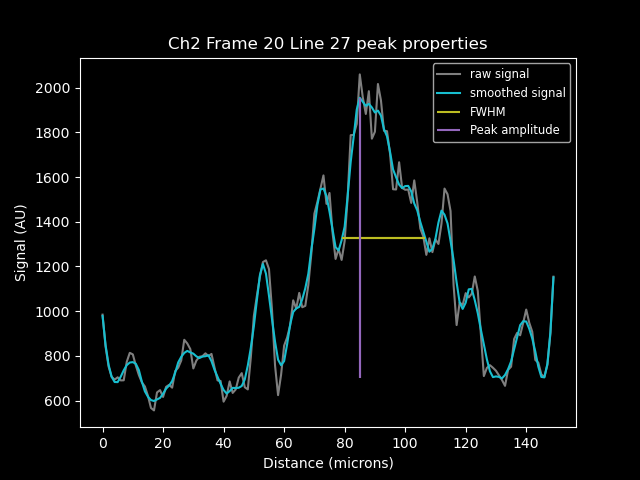 Ch2 Frame 20 Line 27 peak properties
raw signal
smoothed signal
FWHM
Peak amplitude
Signal (AU)
2000
1800
1600
1400
1200
1000
800
600
0 20 40 60 80 100 120 140
Distance (microns)